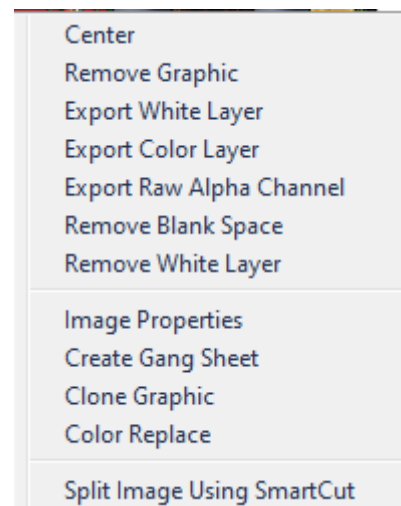 Center
Remove Graphic
Export White Layer
Export Color Layer
Export Raw Alpha Channel
Remove Blank Space
Remove White Layer
Image Properties
Create Gang Sheet
Clone Graphic
Color Replace
Split Image Using SmartCut